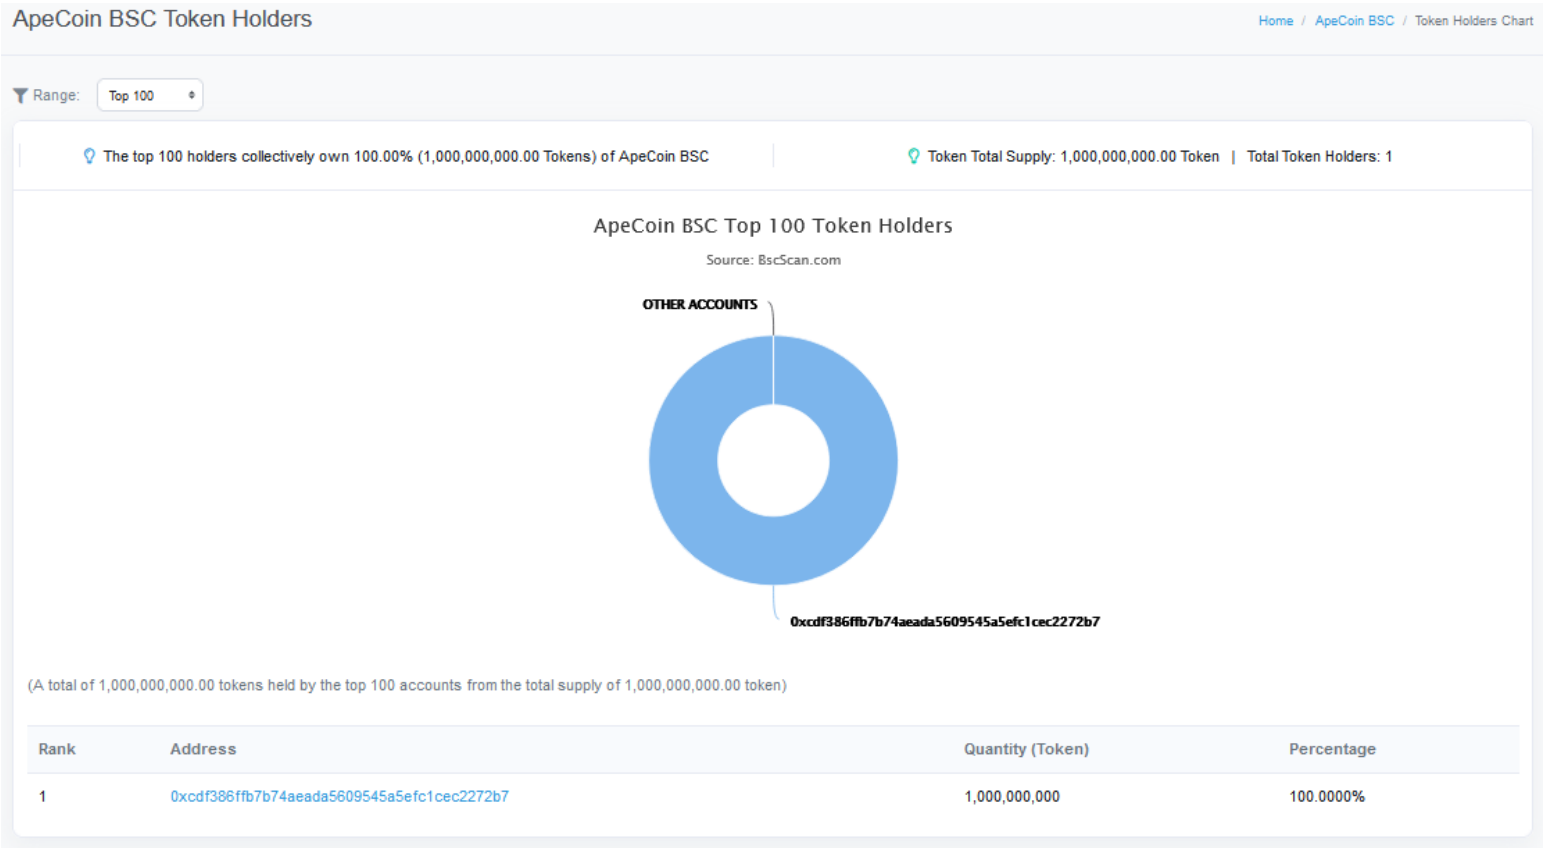 ApeCoin BSC Token Holders
Home / ApeCoin BSC / Token Holders Chart
Range: Top 100
The top 100 holders collectively own 100.00% (1,000,000,000.00 Tokens) of ApeCoin BSC
Token Total Supply: 1,000,000,000.00 Token | Total Token Holders: 1
ApeCoin BSC Top 100 Token Holders
Source: BscScan.com
OTHER ACCOUNTS
0xcdf386ffb7b74aeada5609545a5efc1cec2272b7
(A total of 1,000,000,000.00 tokens held by the top 100 accounts from the total supply of 1,000,000,000.00 token)
Rank Address Quantity (Token) Percentage
1 0xcdf386ffb7b74aeada5609545a5efc1cec2272b7 1,000,000,000 100.0000%